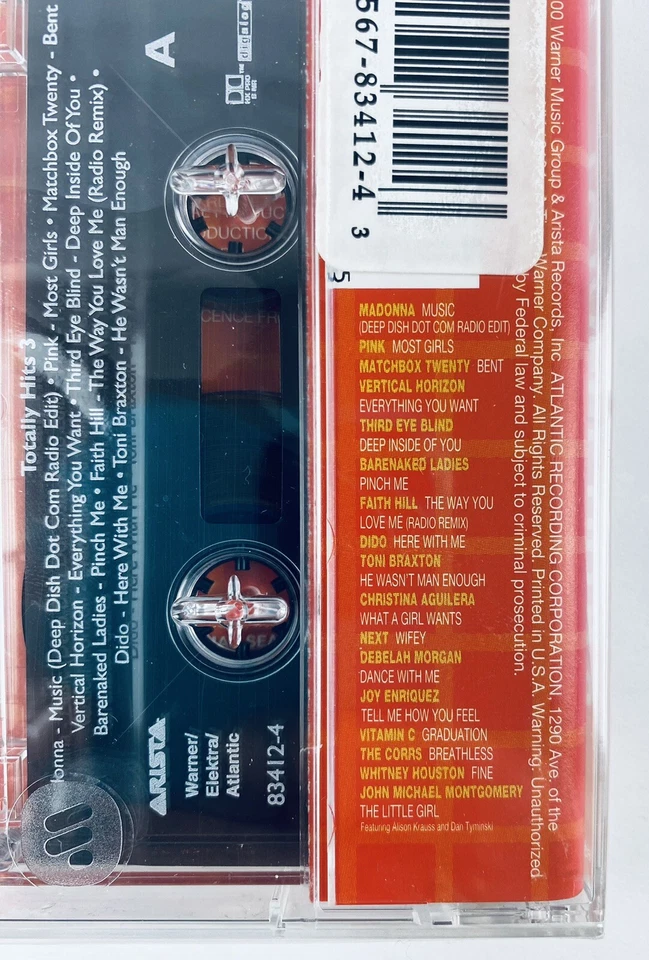 Totally Hits 3
onna - Music (Deep Dish Dot Com Radio Edit) • Pink - Most Girls • Matchbox Twenty - Bent
Vertical Horizon - Everything You Want • Third Eye Blind - Deep Inside Of You •
Barenaked Ladies - Pinch Me • Faith Hill - The Way You Love Me (Radio Remix) •
Dido - Here With Me • Toni Braxton - He Wasn't Man Enough
A
digalog
HX PRO
B NR
DUCTIO
CENCE FR
ARISTA
Warner/
Elektra/
Atlantic
83412-4
567-83412-4 3
5
MADONNA MUSIC
(DEEP DISH DOT COM RADIO EDIT)
PINK MOST GIRLS
MATCHBOX TWENTY BENT
VERTICAL HORIZON
EVERYTHING YOU WANT
THIRD EYE BLIND
DEEP INSIDE OF YOU
BARENAKED LADIES
PINCH ME
FAITH HILL THE WAY YOU
LOVE ME (RADIO REMIX)
DIDO HERE WITH ME
TONI BRAXTON
HE WASN'T MAN ENOUGH
CHRISTINA AGUILERA
WHAT A GIRL WANTS
NEXT WIFEY
DEBELAH MORGAN
DANCE WITH ME
JOY ENRIQUEZ
TELL ME HOW YOU FEEL
VITAMIN C GRADUATION
THE CORRS BREATHLESS
WHITNEY HOUSTON FINE
JOHN MICHAEL MONTGOMERY
THE LITTLE GIRL
Featuring Alison Krauss and Dan Tyminski
00 Warner Music Group & Arista Records, Inc. ATLANTIC RECORDING CORPORATION, 1290 Ave. of the
Warner Company. All Rights Reserved. Printed in U.S.A. Warning: Unauthorized
by Federal law and subject to criminal prosecution.